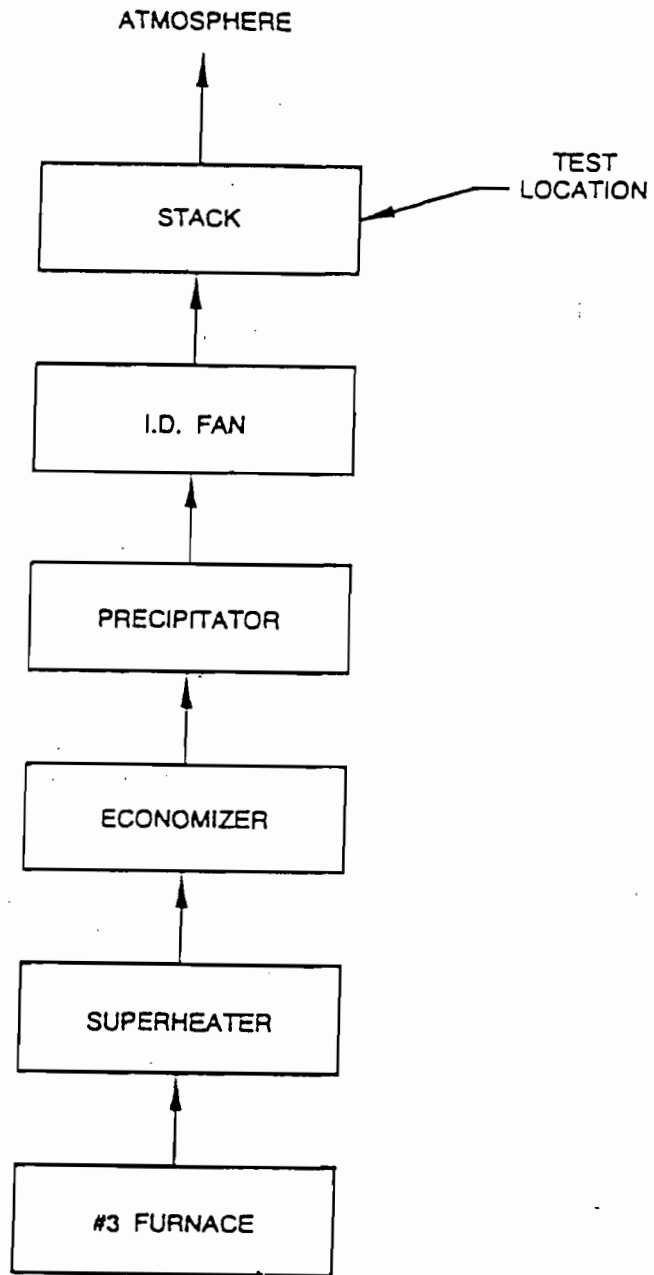 ATMOSPHERE
TEST
LOCATION
STACK
I.D. FAN
PRECIPITATOR
ECONOMIZER
SUPERHEATER
#3 FURNACE